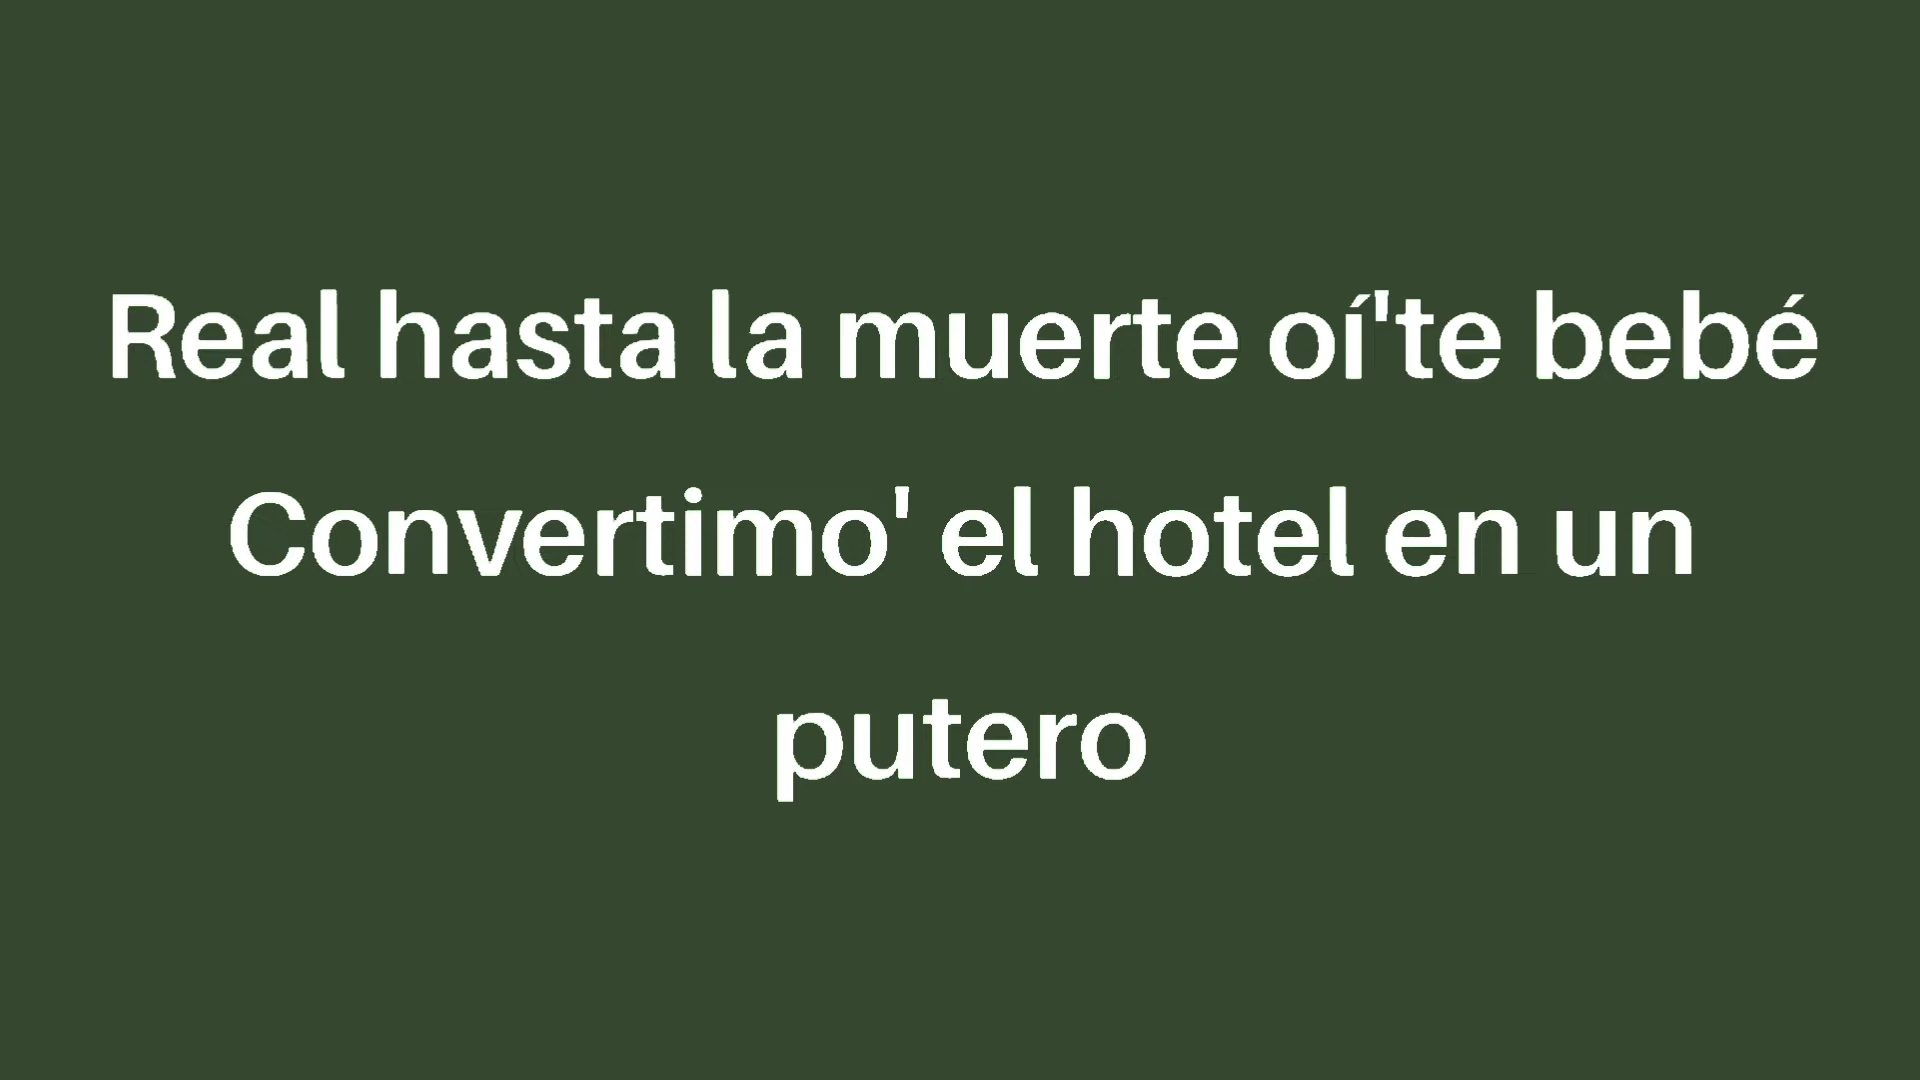 Real hasta la muerte oí'te bebé
Convertimo' el hotel en un
putero